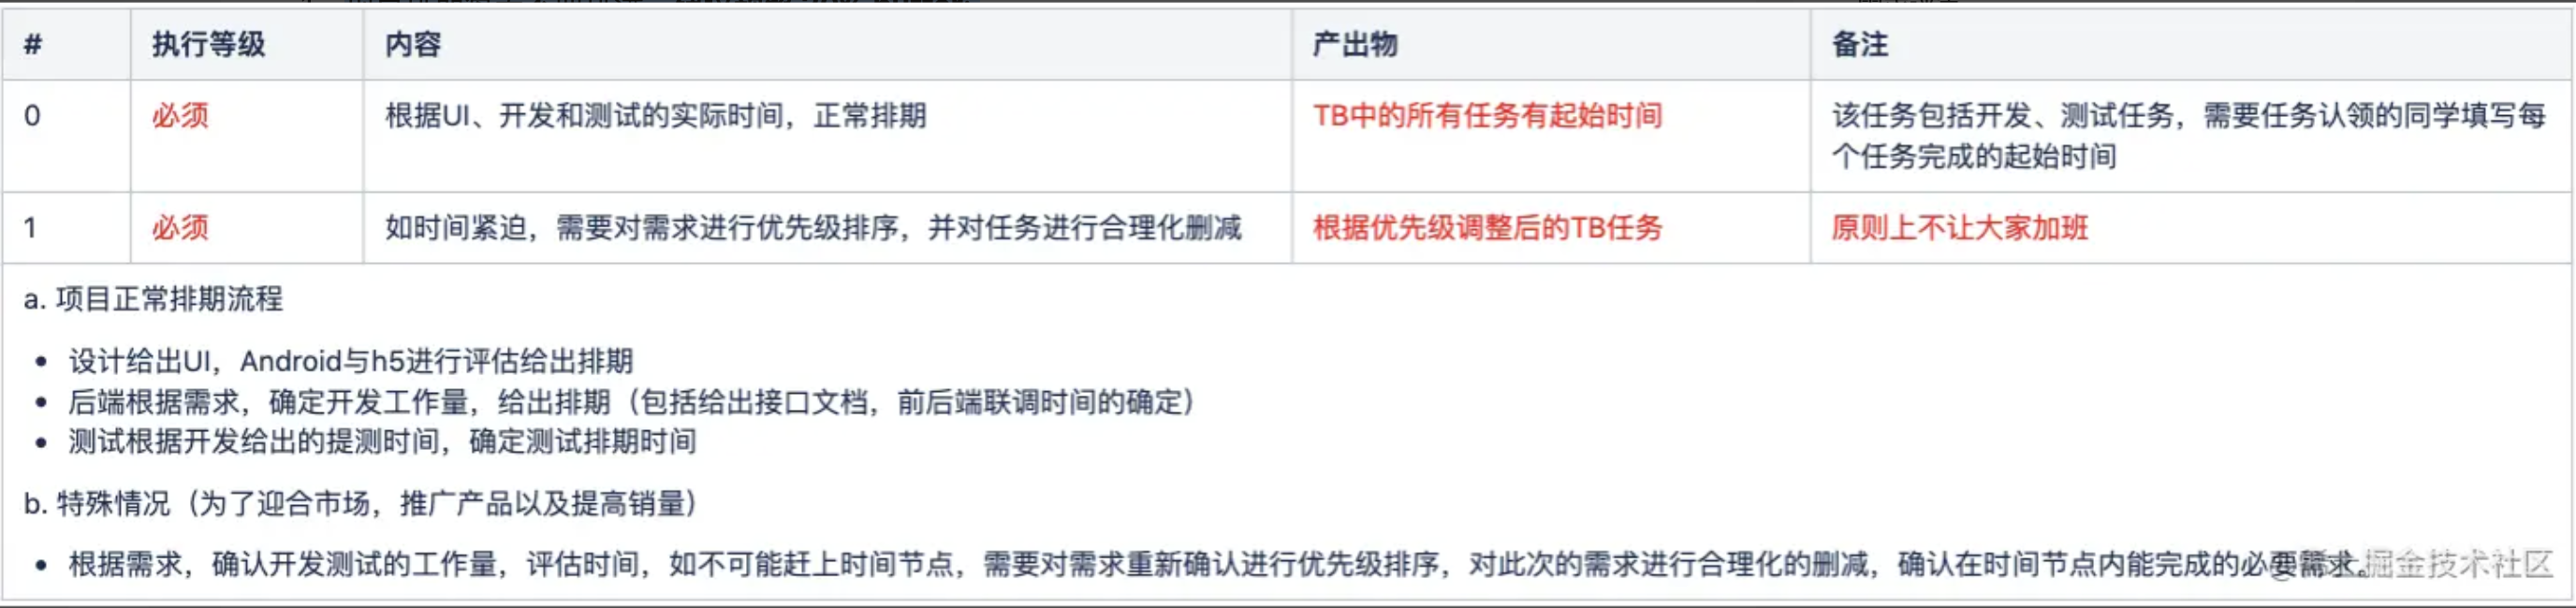 # 执行等级 内容 产出物 备注
0 必须 根据UI、开发和测试的实际时间，正常排期 TB中的所有任务有起始时间 该任务包括开发、测试任务，需要任务认领的同学填写每
个任务完成的起始时间
1 必须 如时间紧迫，需要对需求进行优先级排序，并对任务进行合理化删减 根据优先级调整后的TB任务 原则上不让大家加班
a. 项目正常排期流程
• 设计给出UI，Android与h5进行评估给出排期
• 后端根据需求，确定开发工作量，给出排期（包括给出接口文档，前后端联调时间的确定）
• 测试根据开发给出的提测时间，确定测试排期时间
b. 特殊情况（为了迎合市场，推广产品以及提高销量）
• 根据需求，确认开发测试的工作量，评估时间，如不可能赶上时间节点，需要对需求重新确认进行优先级排序，对此次的需求进行合理化的删减，确认在时间节点内能完成的必要需求。
掘金技术社区